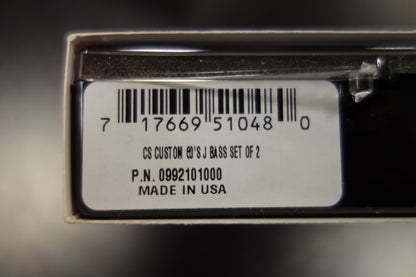 7 17669 51048 0
CS CUSTOM 60'S J BASS SET OF 2
P.N. 0992101000
MADE IN USA